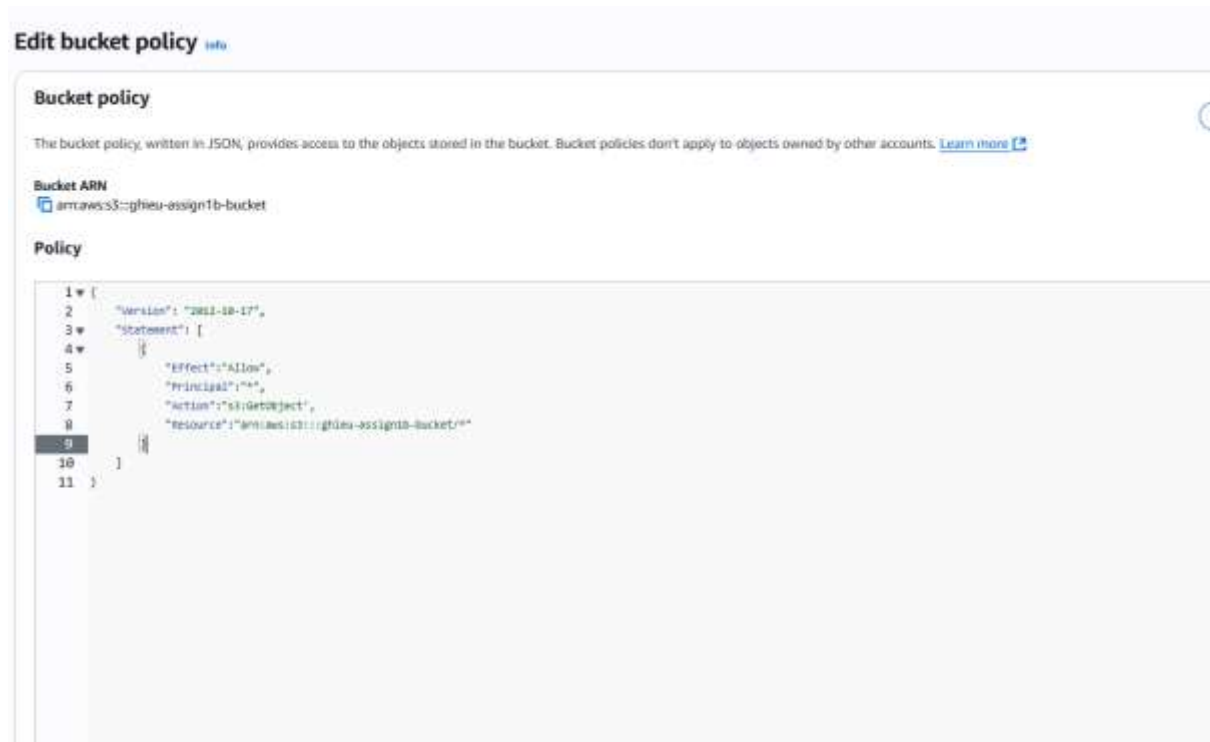 Edit bucket policy Info
Bucket policy
The bucket policy, written in JSON, provides access to the objects stored in the bucket. Bucket policies don't apply to objects owned by other accounts. Learn more
Bucket ARN
arn:aws:s3:::ghieu-assign1b-bucket
Policy
1 {
2 "Version": "2012-10-17",
3 "Statement": [
4 {
5 "Effect":"Allow",
6 "Principal":"*",
7 "Action":"s3:GetObject",
8 "Resource":"arn:aws:s3:::ghieu-assign1b-bucket/*"
9 }
10 ]
11 }